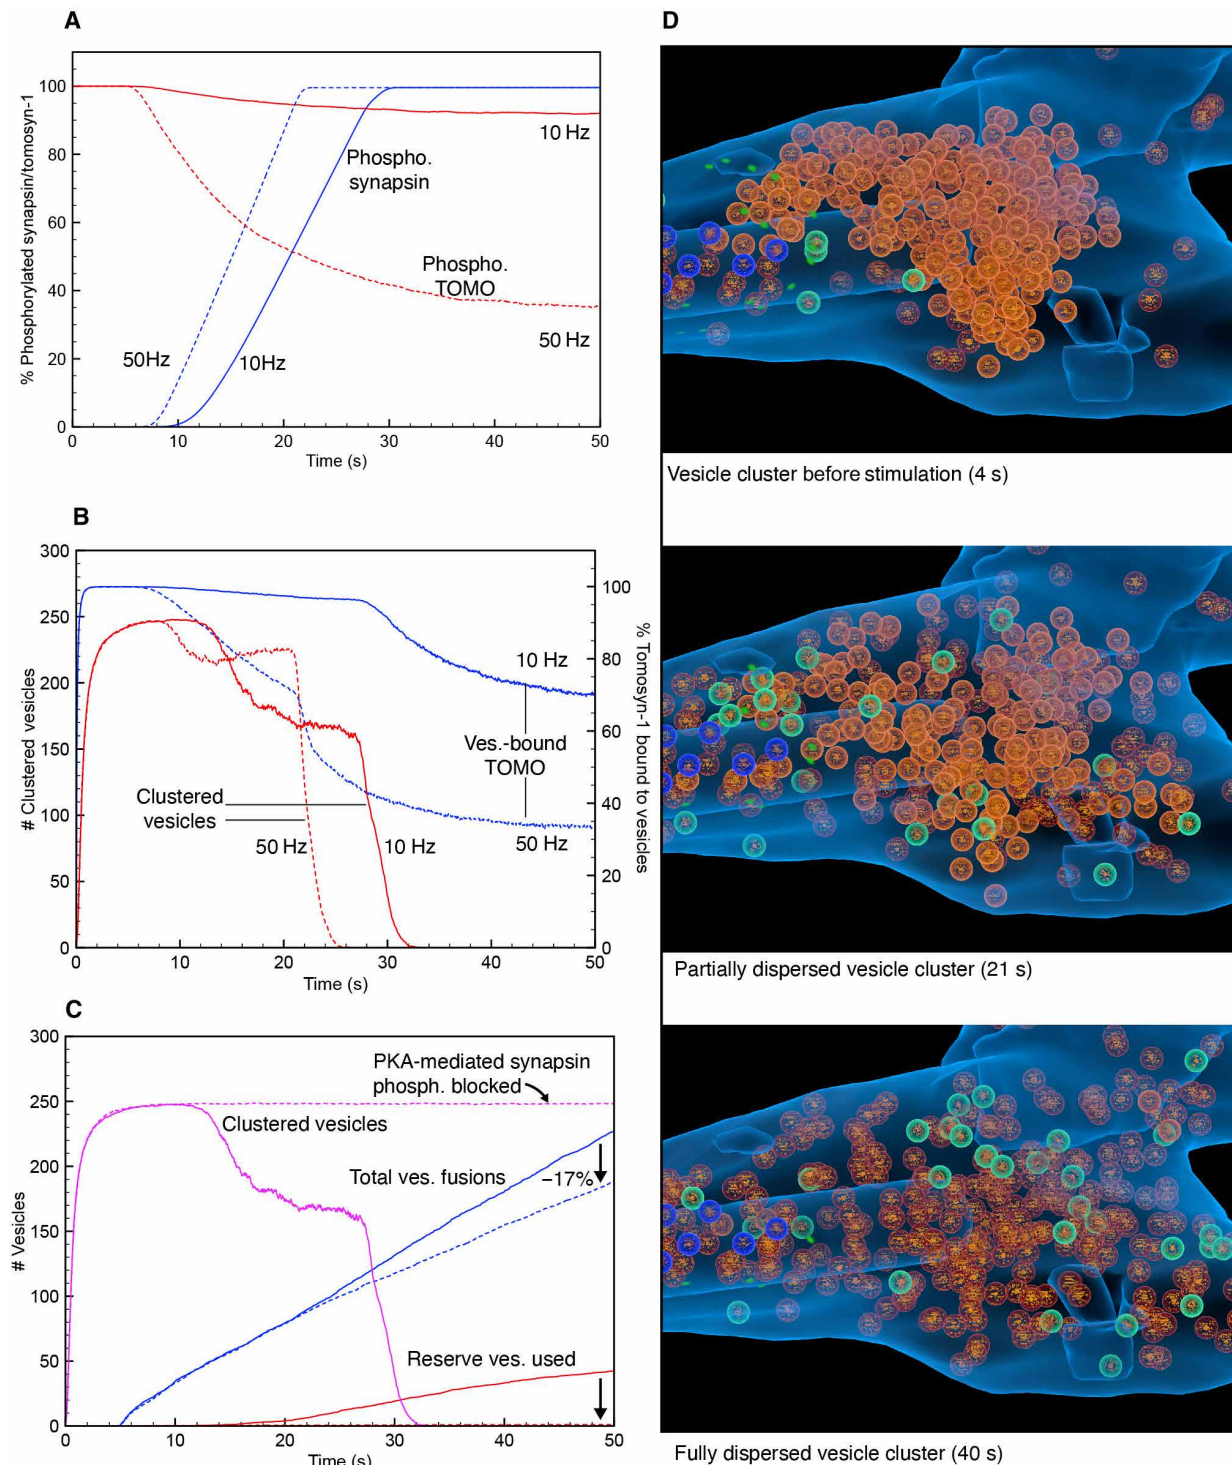 A
% Phosphorylated synapsin/tomosyn-1
100
80
60
40
20
0
10 Hz
Phospho.
synapsin
Phospho.
TOMO
50 Hz
50Hz
10Hz
0
10
20
30
40
50
Time (s)
B
# Clustered vesicles
300
250
200
150
100
50
0
% Tomosyn-1 bound to vesicles
100
80
60
40
20
0
10 Hz
Ves.-bound
TOMO
50 Hz
Clustered
vesicles
50 Hz
10 Hz
0
10
20
30
40
50
Time (s)
C
# Vesicles
300
250
200
150
100
50
0
PKA-mediated synapsin
phosph. blocked
Clustered vesicles
Total ves. fusions
−17%
Reserve ves. used
0
10
20
30
40
50
Time (s)
D
Vesicle cluster before stimulation (4 s)
Partially dispersed vesicle cluster (21 s)
Fully dispersed vesicle cluster (40 s)